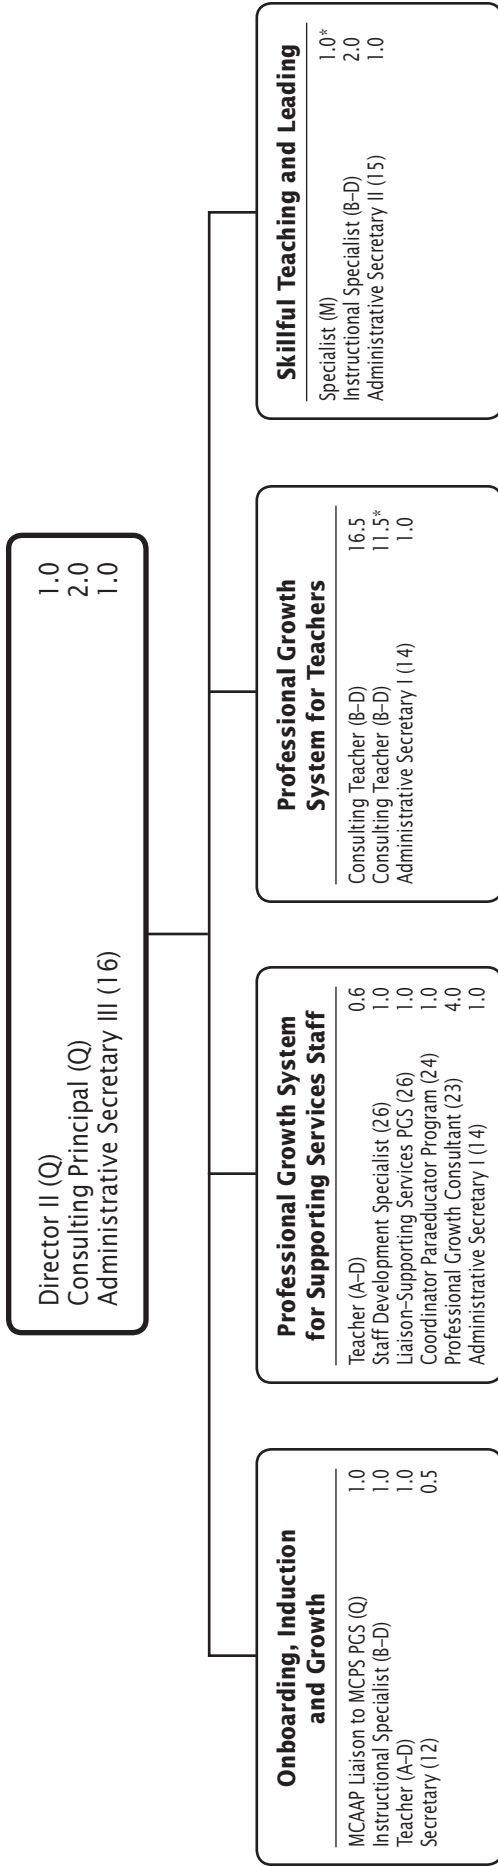 Director II (Q) 1.0
Consulting Principal (Q) 2.0
Administrative Secretary III (16) 1.0
Onboarding, Induction
and Growth
MCAAP Liaison to MCPS PGS (Q) 1.0
Instructional Specialist (B–D) 1.0
Teacher (A–D) 1.0
Secretary (12) 0.5
Professional Growth System
for Supporting Services Staff
Teacher (A–D) 0.6
Staff Development Specialist (26) 1.0
Liaison–Supporting Services PGS (26) 1.0
Coordinator Paraeducator Program (24) 1.0
Professional Growth Consultant (23) 4.0
Administrative Secretary I (14) 1.0
Professional Growth
System for Teachers
Consulting Teacher (B–D) 16.5
Consulting Teacher (B–D) 11.5*
Administrative Secretary I (14) 1.0
Skillful Teaching and Leading
Specialist (M) 1.0*
Instructional Specialist (B–D) 2.0
Administrative Secretary II (15) 1.0